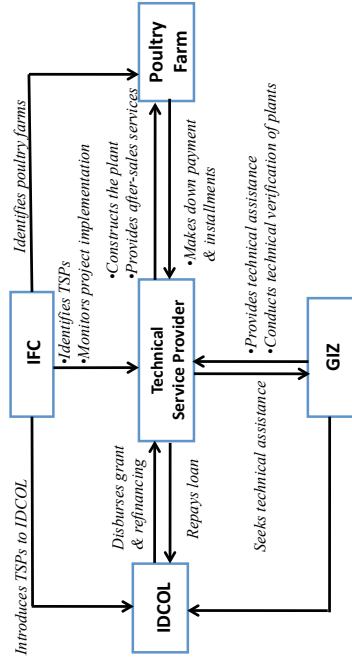 Introduces TSPs to IDCOL
Identifies poultry farms
IFC
•Identifies TSPs
•Monitors project implementation
Disburses grant
& refinancing
•Constructs the plant
•Provides after-sales services
IDCOL
Technical
Service Provider
Poultry
Farm
Repays loan
•Makes down payment
& installments
Seeks technical assistance
•Provides technical assistance
•Conducts technical verification of plants
GIZ